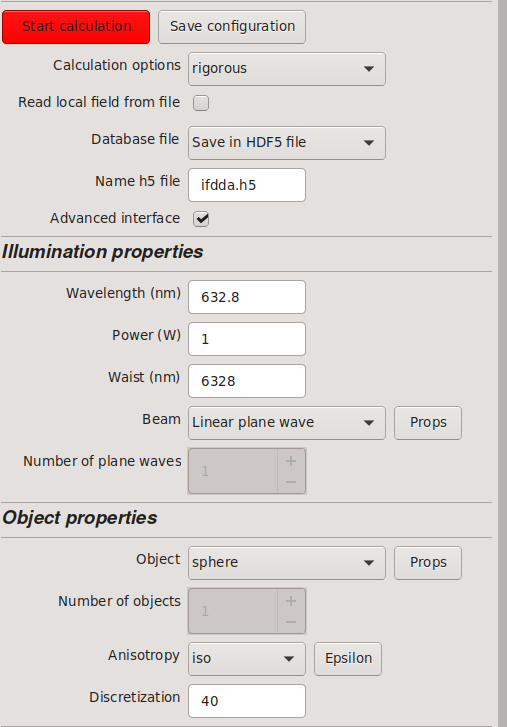 Start calculation Save configuration
Calculation options rigorous
Read local field from file
Database file Save in HDF5 file
Name h5 file ifdda.h5
Advanced interface
Illumination properties
Wavelength (nm) 632.8
Power (W) 1
Waist (nm) 6328
Beam Linear plane wave Props
Number of plane waves 1 + −
Object properties
Object sphere Props
Number of objects 1 + −
Anisotropy iso Epsilon
Discretization 40